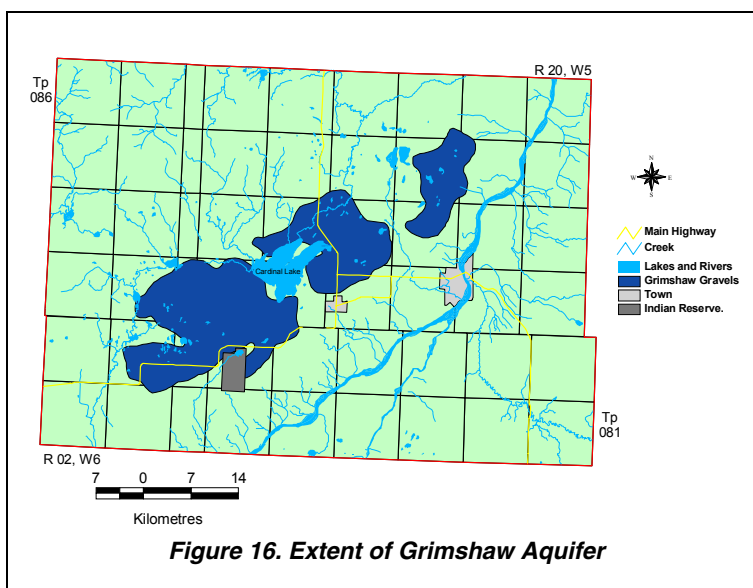 R 20, W5
Tp
086
N
W E
S
Main Highway
Creek
Lakes and Rivers
Grimshaw Gravels
Town
Indian Reserve.
Cardinal Lake
Tp
081
R 02, W6
7 0 7 14
Kilometres
Figure 16. Extent of Grimshaw Aquifer